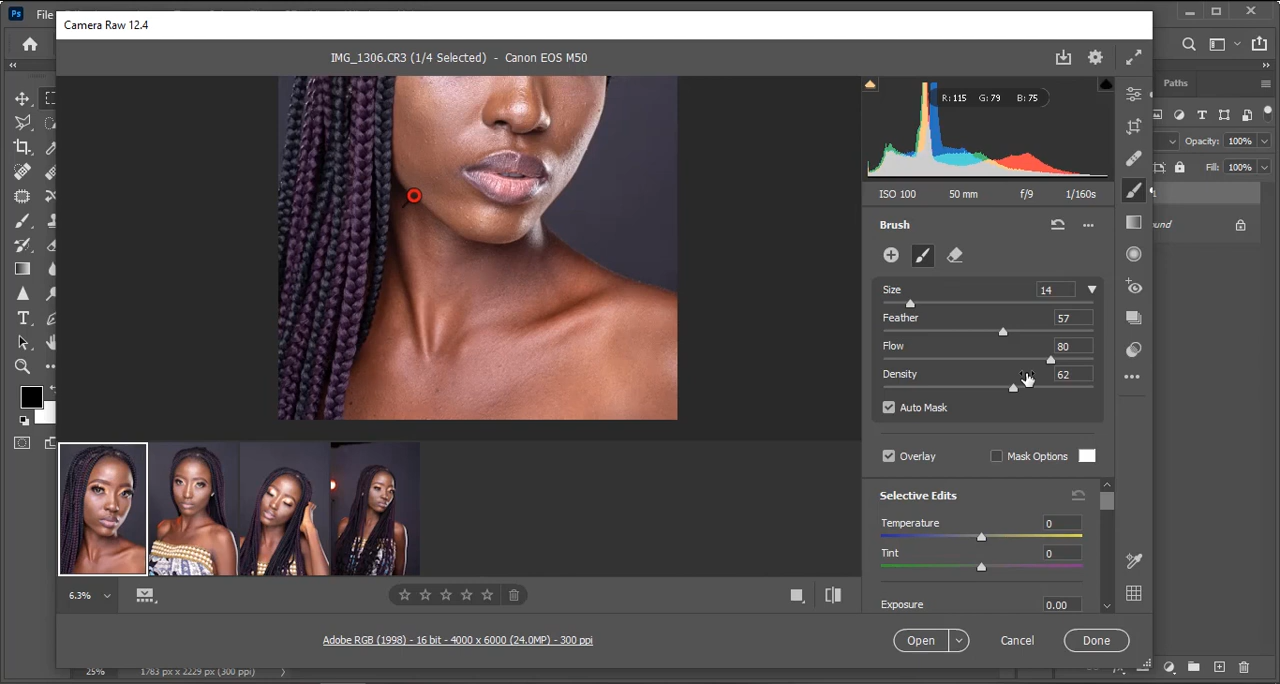 Ps File
Camera Raw 12.4
IMG_1306.CR3 (1/4 Selected) - Canon EOS M50
Paths
R: 115 G: 79 B: 75
Opacity: 100%
Fill: 100%
ISO 100 50 mm f/9 1/160s
Brush
Size 14
Feather 57
Flow 80
Density 62
Auto Mask
Overlay Mask Options
Selective Edits
Temperature 0
Tint 0
Exposure 0.00
6.3%
Adobe RGB (1998) - 16 bit - 4000 x 6000 (24.0MP) - 300 ppi
Open Cancel Done
25% 1783 px x 2229 px (300 ppi)